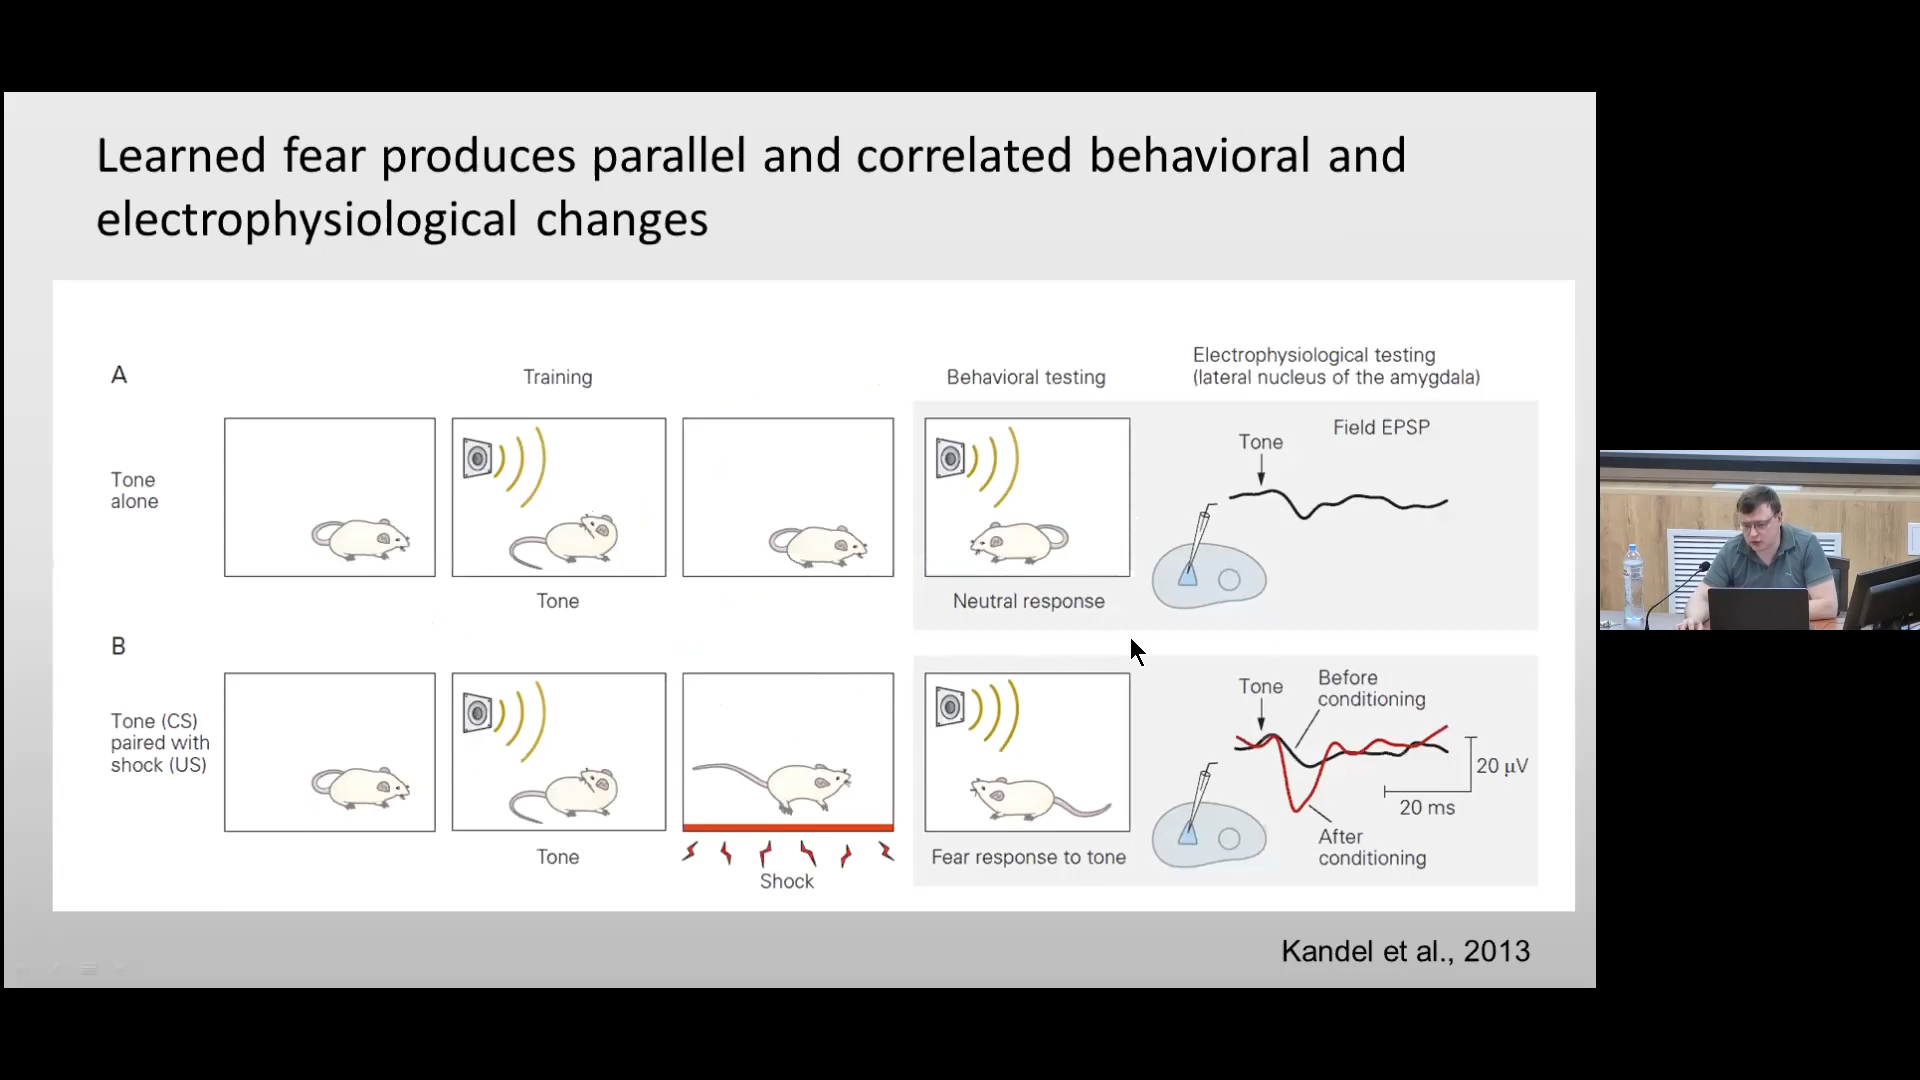 Learned fear produces parallel and correlated behavioral and
electrophysiological changes
A
Training
Behavioral testing
Electrophysiological testing
(lateral nucleus of the amygdala)
Tone
alone
Tone
Neutral response
Tone
Field EPSP
B
Tone (CS)
paired with
shock (US)
Tone
Shock
Fear response to tone
Tone
Before
conditioning
20 μV
20 ms
After
conditioning
Kandel et al., 2013